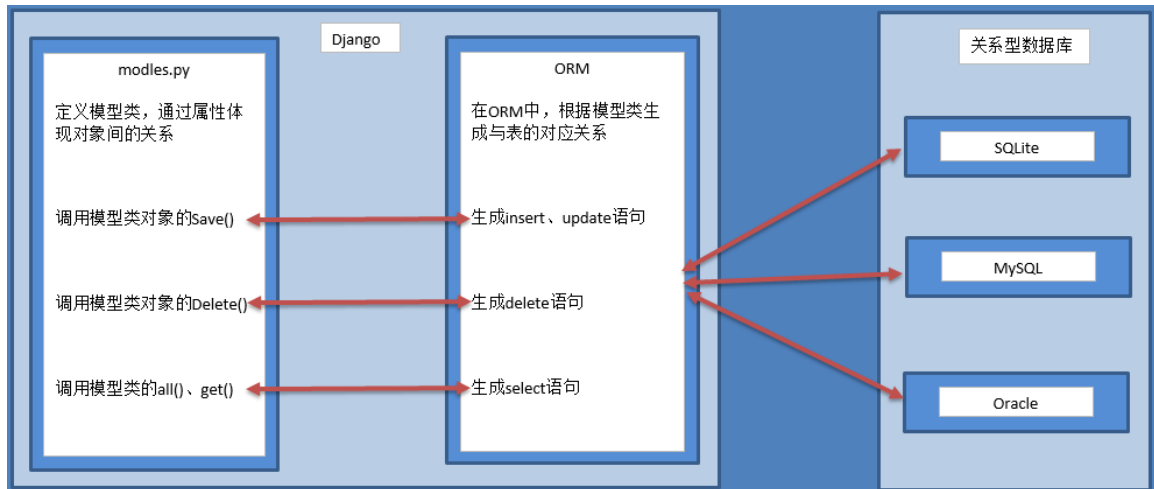 Django
modles.py
定义模型类，通过属性体
现对象间的关系
调用模型类对象的Save()
调用模型类对象的Delete()
调用模型类的all()、get()
ORM
在ORM中，根据模型类生
成与表的对应关系
生成insert、update语句
生成delete语句
生成select语句
关系型数据库
SQLite
MySQL
Oracle